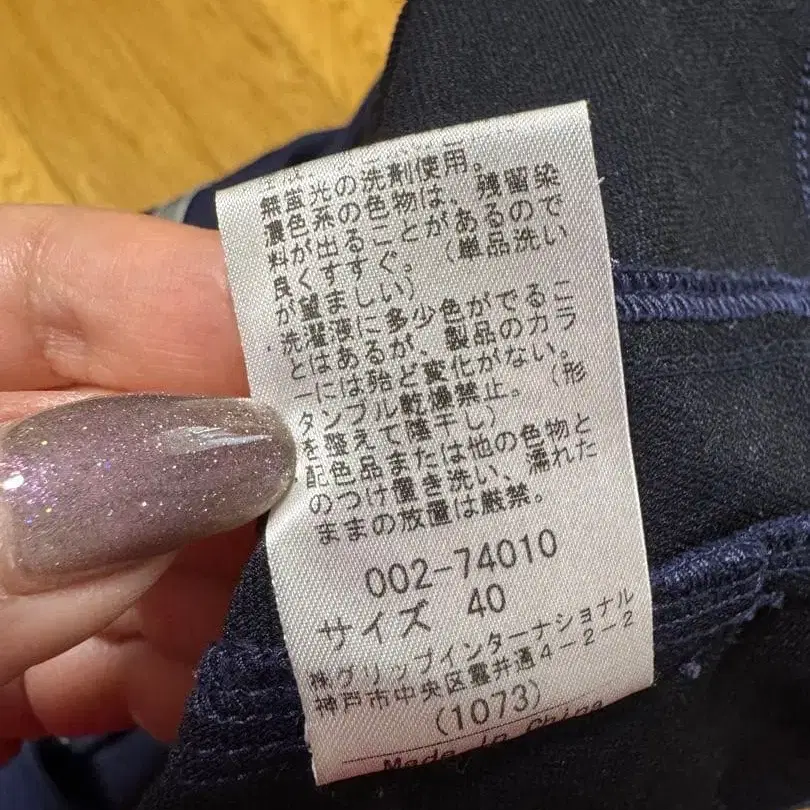 無蛍光の洗剤使用。
濃色系の色物は、残留染
料が出ることがあるので
良くすすぐ。(単品洗い
が望ましい)
・洗濯液に多少色がでるこ
とはあるが、製品のカラ
ーには殆ど変化がない。
タンブル乾燥禁止。(形
を整えて陰干し)
・配色品または他の色物と
のつけ置き洗い、濡れた
ままの放置は厳禁。
002-74010
サイズ 40
㈱グリップインターナショナル
神戸市中央区雲井通4-2-2
(1073)
Made in China